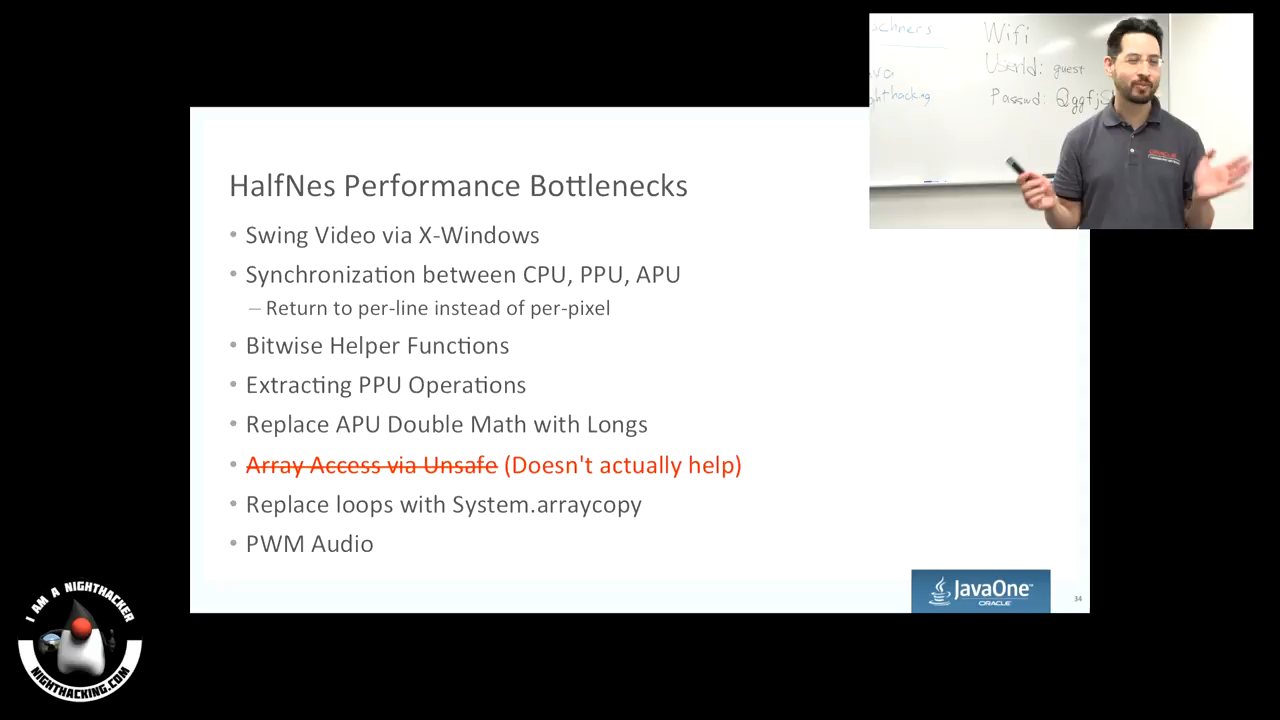 HalfNes Performance Bottlenecks
• Swing Video via X-Windows
• Synchronization between CPU, PPU, APU
– Return to per-line instead of per-pixel
• Bitwise Helper Functions
• Extracting PPU Operations
• Replace APU Double Math with Longs
• Array Access via Unsafe (Doesn't actually help)
• Replace loops with System.arraycopy
• PWM Audio
JavaOne™
ORACLE
34
Wifi
UserId: guest
Passwd:
ORACLE
I AM A NIGHTHACKER
NIGHTHACKING.COM